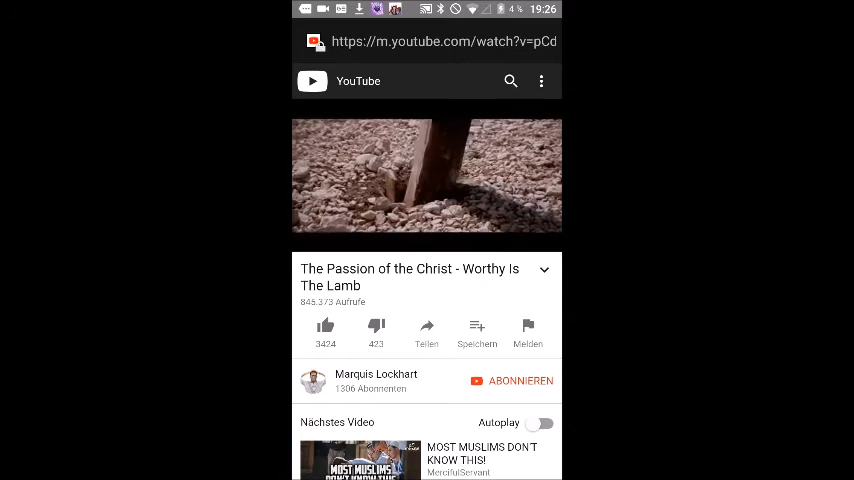 4 % 19:26
https://m.youtube.com/watch?v=pCd
YouTube
The Passion of the Christ - Worthy Is
The Lamb
845.373 Aufrufe
3424 423 Teilen Speichern Melden
Marquis Lockhart
1306 Abonnenten
ABONNIEREN
Nächstes Video Autoplay
MOST MUSLIMS DON'T
KNOW THIS!
MercifulServant
MOST MUSLIMS
DON'T KNOW THIS